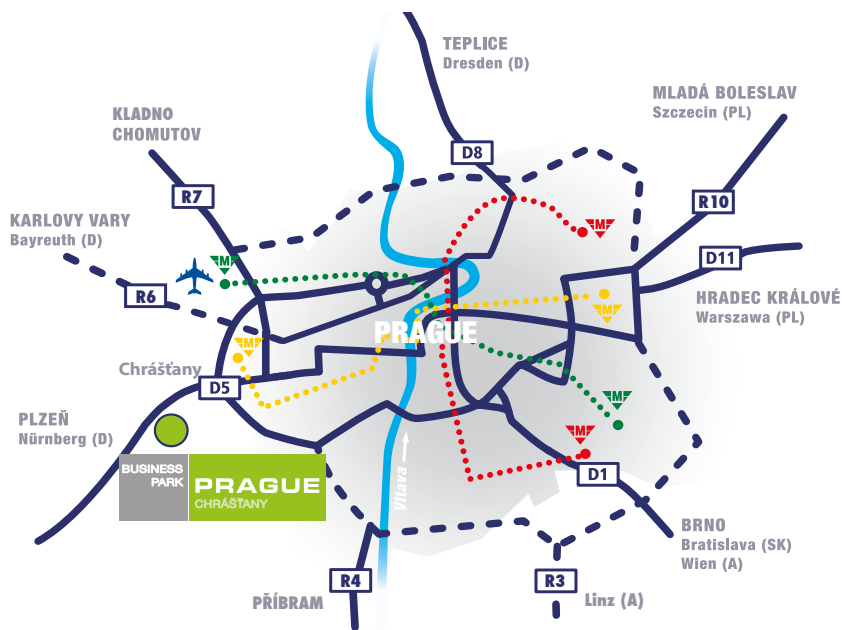 TEPLICE
Dresden (D)
MLADÁ BOLESLAV
Szczecin (PL)
KLADNO
CHOMUTOV
D8
R7
R10
KARLOVY VARY
Bayreuth (D)
M
M
D11
R6
HRADEC KRÁLOVÉ
Warszawa (PL)
M
PRAGUE
M
Chrášťany
D5
PLZEŇ
Nürnberg (D)
M
M
BUSINESS
PARK
PRAGUE
CHRÁŠŤANY
D1
Vltava
BRNO
Bratislava (SK)
Wien (A)
R4
R3
PŘÍBRAM
Linz (A)